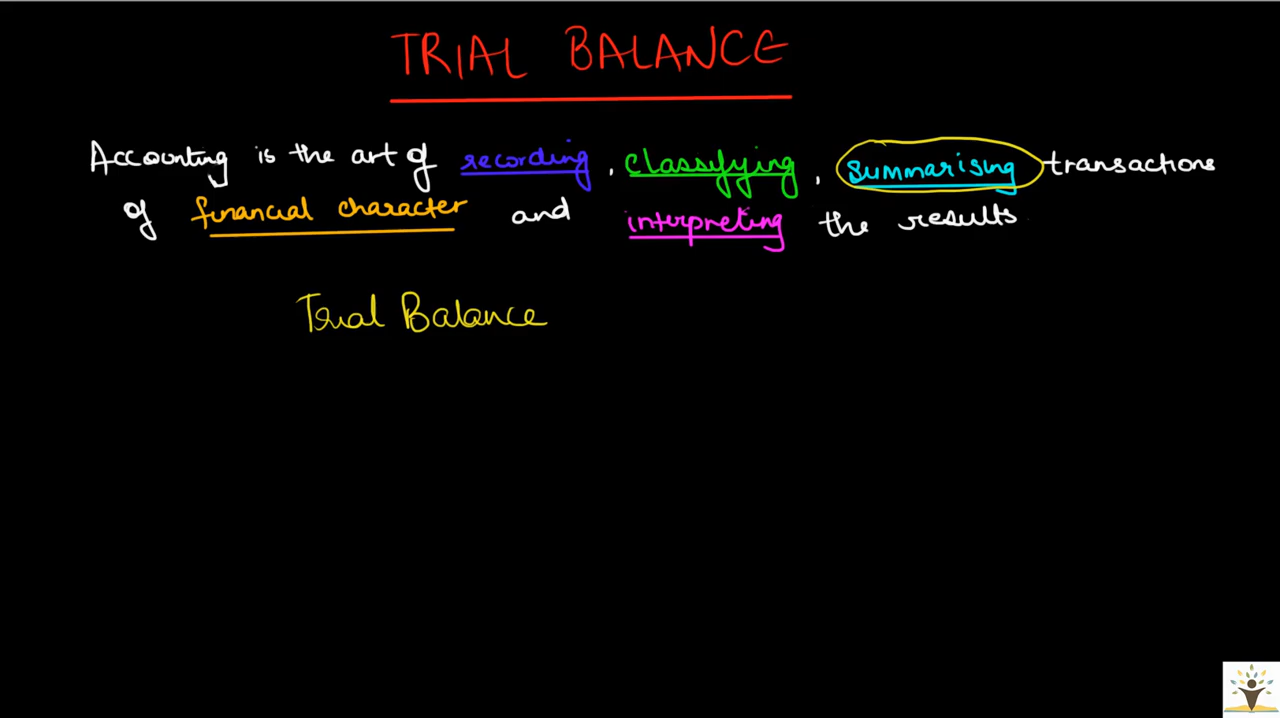 TRIAL BALANCE
Accounting is the art of recording, classifying, summarising transactions
of financial character and interpreting the results
Trial Balance